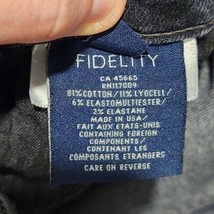 FIDELITY
CA 45665
RN117009
81%COTTON/11%LYOCELL/
6%ELASTOMULTIESTER/
2% ELASTANE
MADE IN USA/
FAIT AUX ETATS-UNIS
CONTAINING FOREIGN
COMPONENTS/
CONTENANT LES
COMPOSANTS ETRANGERS
CARE ON REVERSE